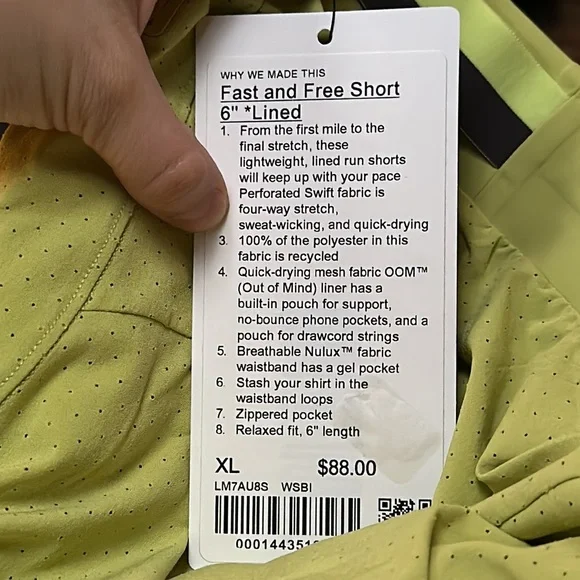 WHY WE MADE THIS
Fast and Free Short
6" *Lined
1. From the first mile to the
final stretch, these
lightweight, lined run shorts
will keep up with your pace
Perforated Swift fabric is
four-way stretch,
sweat-wicking, and quick-drying
3. 100% of the polyester in this
fabric is recycled
4. Quick-drying mesh fabric OOM™
(Out of Mind) liner has a
built-in pouch for support,
no-bounce phone pockets, and a
pouch for drawcord strings
5. Breathable Nulux™ fabric
waistband has a gel pocket
6. Stash your shirt in the
waistband loops
7. Zippered pocket
8. Relaxed fit, 6" length
XL $88.00
LM7AU8S WSBI